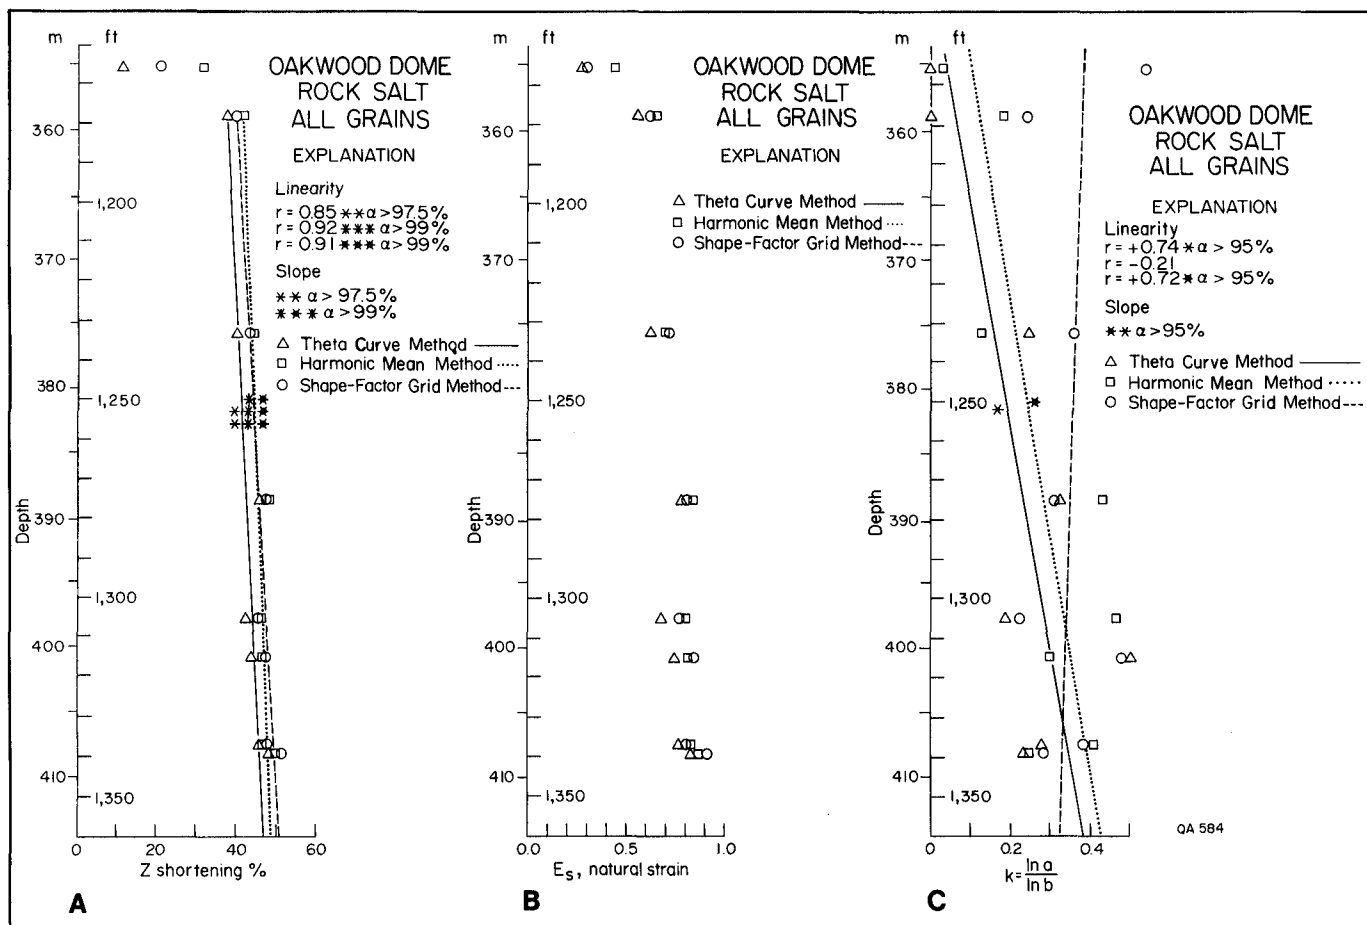 m ft
OAKWOOD DOME
ROCK SALT
ALL GRAINS
EXPLANATION
Linearity
r = 0.85 ** α > 97.5%
r = 0.92 *** α > 99%
r = 0.91 *** α > 99%
Slope
** α > 97.5%
*** α > 99%
△ Theta Curve Method
□ Harmonic Mean Method
○ Shape-Factor Grid Method
360
1,200
370
380
1,250
390
1,300
400
410
1,350
Depth
0 20 40 60
Z shortening %
A
m ft
OAKWOOD DOME
ROCK SALT
ALL GRAINS
EXPLANATION
△ Theta Curve Method
□ Harmonic Mean Method
○ Shape-Factor Grid Method
360
1,200
370
380
1,250
390
1,300
400
410
1,350
Depth
0.0 0.5 1.0
Es, natural strain
B
m ft
OAKWOOD DOME
ROCK SALT
ALL GRAINS
EXPLANATION
Linearity
r = +0.74 * α > 95%
r = -0.21
r = +0.72 * α > 95%
Slope
** α > 95%
△ Theta Curve Method
□ Harmonic Mean Method
○ Shape-Factor Grid Method
360
1,200
370
380
1,250
390
1,300
400
410
1,350
Depth
0 0.2 0.4
k = ln a / ln b
QA 584
C